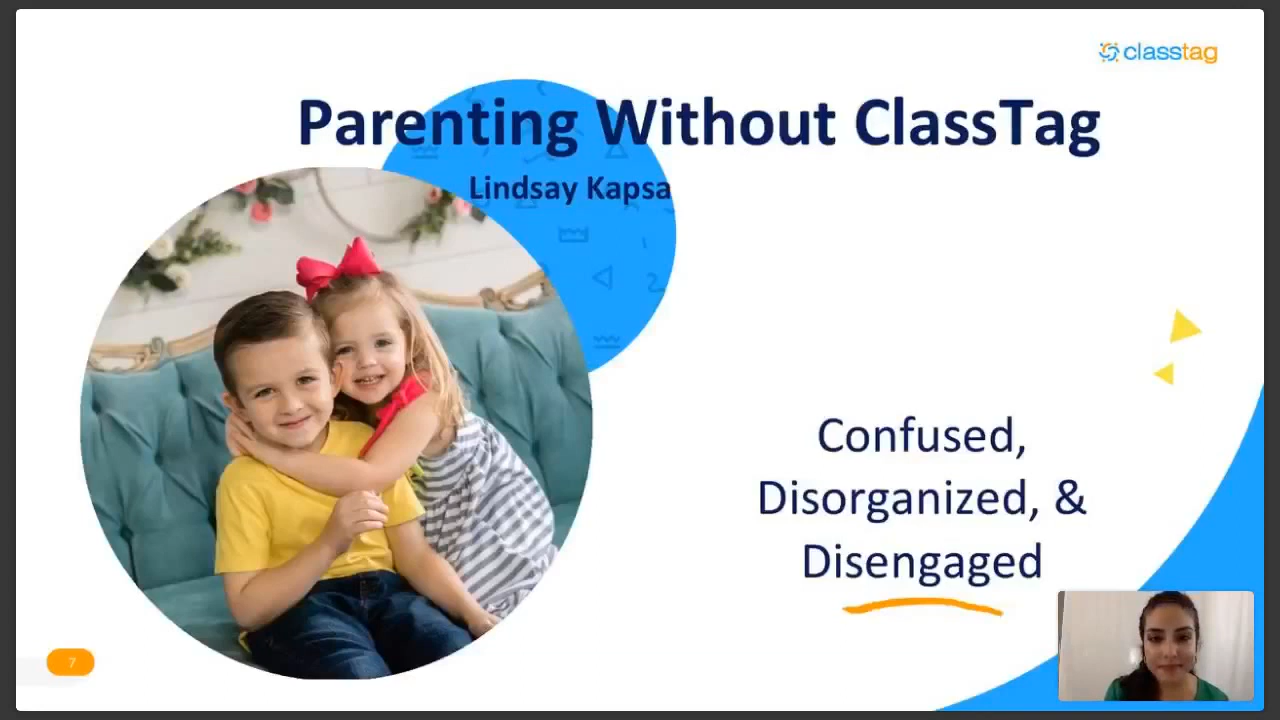 classtag
Parenting Without ClassTag
Lindsay Kapsa
Confused,
Disorganized, &
Disengaged
7